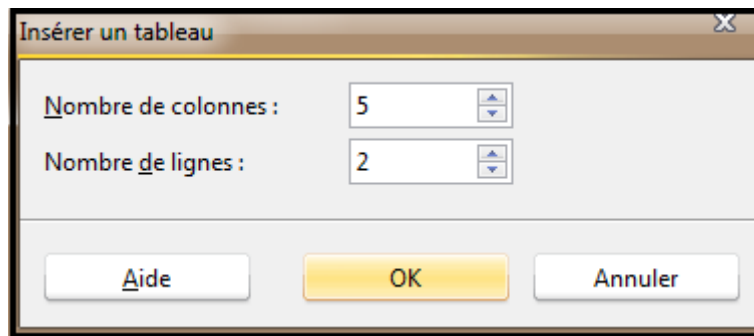 Insérer un tableau
Nombre de colonnes : 5
Nombre de lignes : 2
Aide OK Annuler